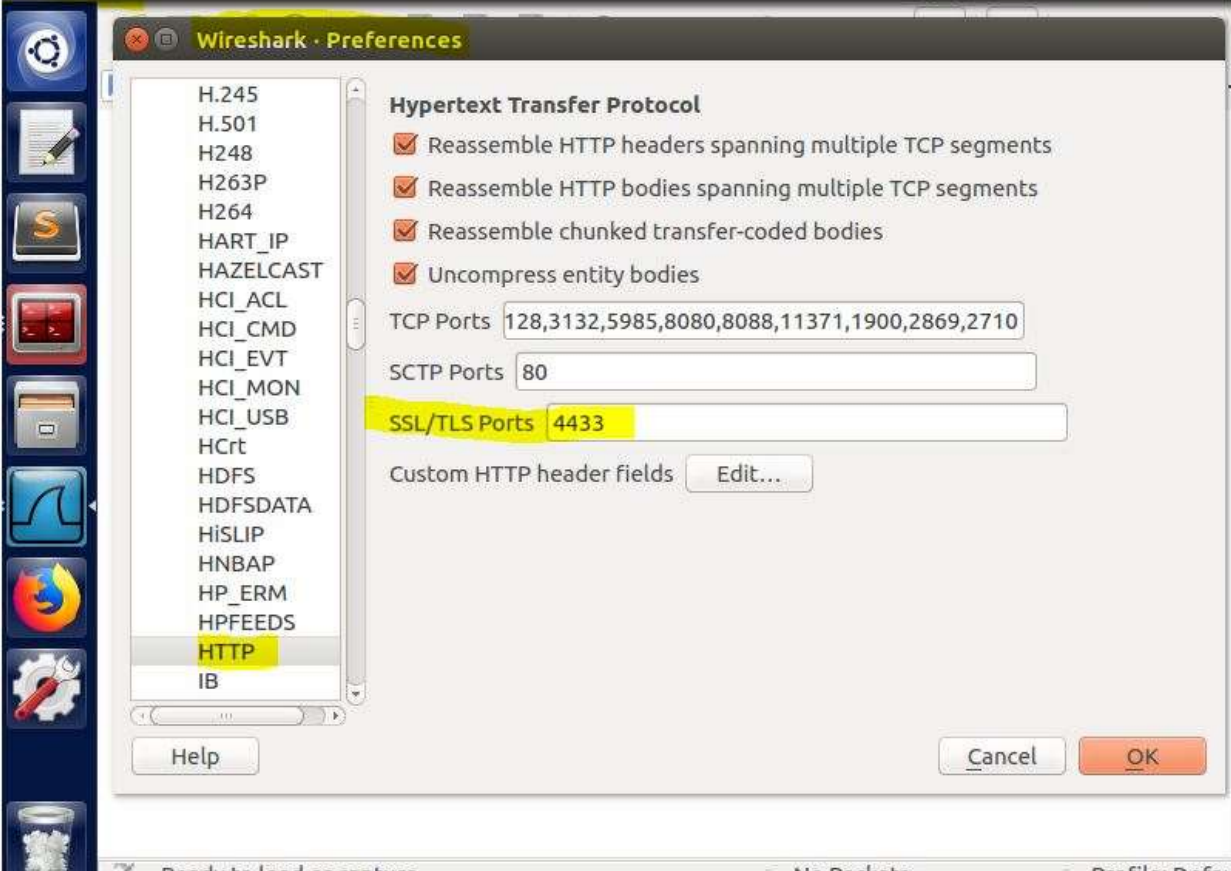 Wireshark · Preferences
H.245
H.501
H248
H263P
H264
HART_IP
HAZELCAST
HCI_ACL
HCI_CMD
HCI_EVT
HCI_MON
HCI_USB
HCrt
HDFS
HDFSDATA
HiSLIP
HNBAP
HP_ERM
HPFEEDS
HTTP
IB
Hypertext Transfer Protocol
Reassemble HTTP headers spanning multiple TCP segments
Reassemble HTTP bodies spanning multiple TCP segments
Reassemble chunked transfer-coded bodies
Uncompress entity bodies
TCP Ports 128,3132,5985,8080,8088,11371,1900,2869,2710
SCTP Ports 80
SSL/TLS Ports 4433
Custom HTTP header fields Edit...
Help Cancel OK